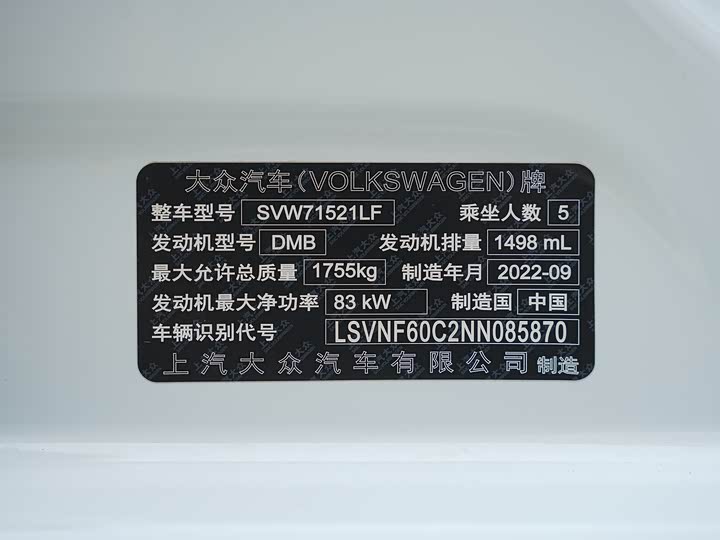 大众汽车(VOLKSWAGEN)牌
整车型号 SVW71521LF 乘坐人数 5
发动机型号 DMB 发动机排量 1498 mL
最大允许总质量 1755kg 制造年月 2022-09
发动机最大净功率 83 kW 制造国 中国
车辆识别代号 LSVNF60C2NN085870
上汽大众汽车有限公司 制造